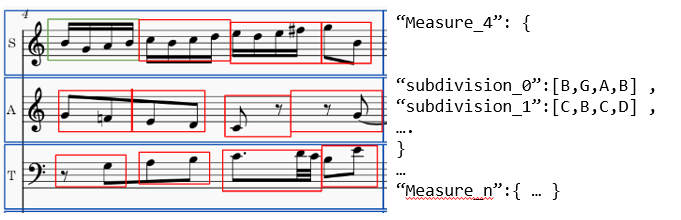 4
S
A
T
“Measure_4”: {
“subdivision_0”:[B,G,A,B] ,
“subdivision_1”:[C,B,C,D] ,
….
}
…
“Measure_n”:{ … }